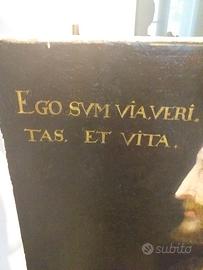 EGO SVM VIA.VERI.
TAS. ET VITA.
subito